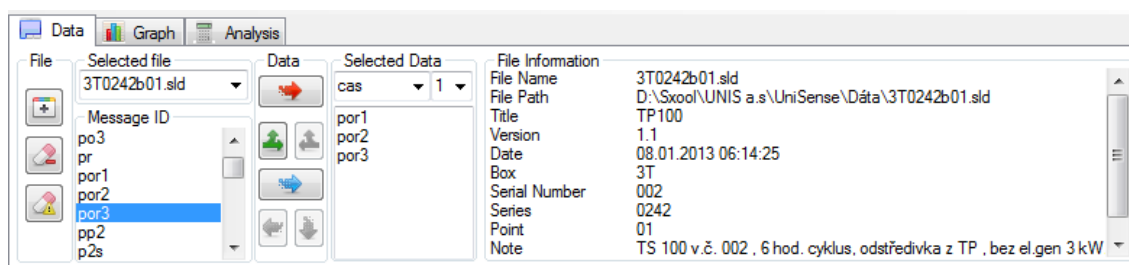 Data Graph Analysis
File Selected file Data Selected Data File Information
3T0242b01.sld
Message ID
po3
pr
por1
por2
por3
pp2
p2s
cas 1
por1
por2
por3
File Name 3T0242b01.sld
File Path D:\Sxool\UNIS a.s\UniSense\Dáta\3T0242b01.sld
Title TP100
Version 1.1
Date 08.01.2013 06:14:25
Box 3T
Serial Number 002
Series 0242
Point 01
Note TS 100 v.č. 002 , 6 hod. cyklus, odstředivka z TP , bez el.gen 3 kW